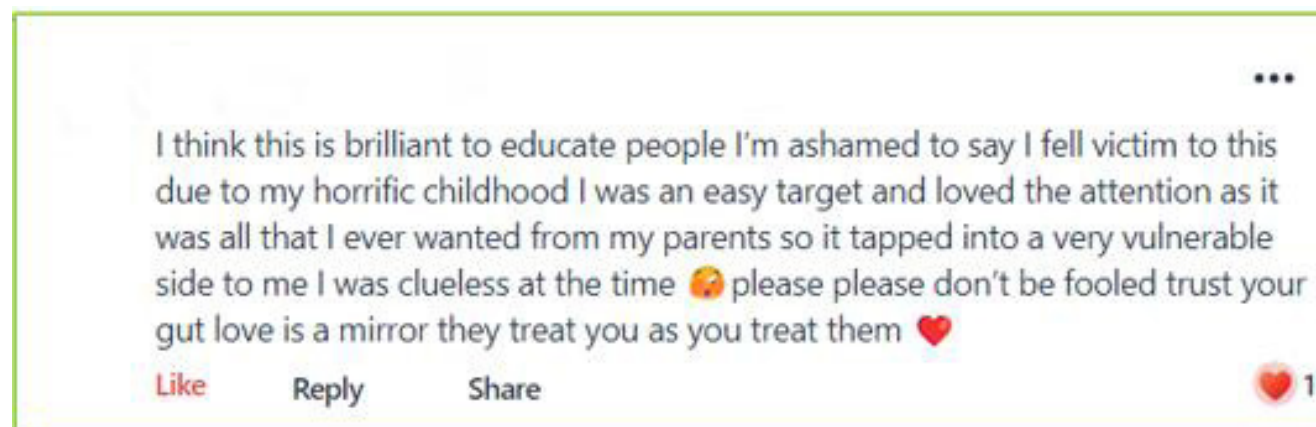 •••
I think this is brilliant to educate people I'm ashamed to say I fell victim to this
due to my horrific childhood I was an easy target and loved the attention as it
was all that I ever wanted from my parents so it tapped into a very vulnerable
side to me I was clueless at the time 🫣 please please don't be fooled trust your
gut love is a mirror they treat you as you treat them ❤️
Like Reply Share ❤️ 1